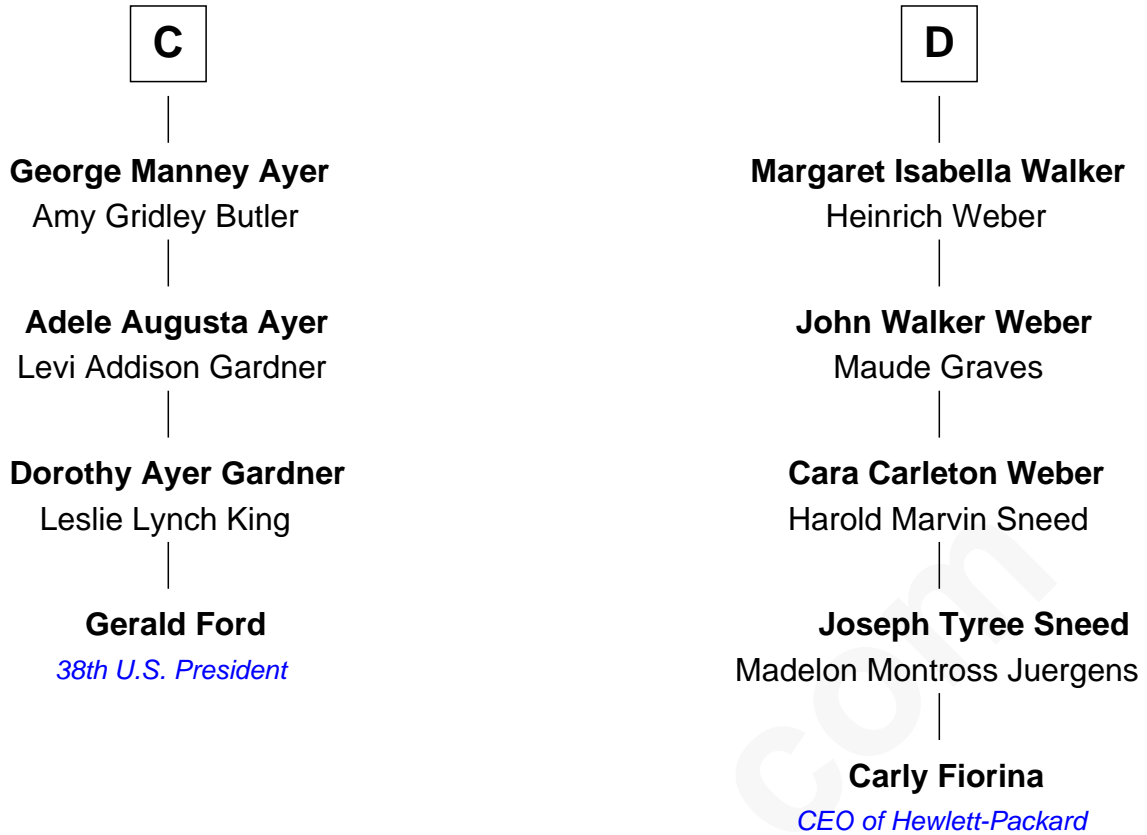 C
George Manney Ayer
Amy Gridley Butler
Adele Augusta Ayer
Levi Addison Gardner
Dorothy Ayer Gardner
Leslie Lynch King
Gerald Ford
38th U.S. President
D
Margaret Isabella Walker
Heinrich Weber
John Walker Weber
Maude Graves
Cara Carleton Weber
Harold Marvin Sneed
Joseph Tyree Sneed
Madelon Montross Juergens
Carly Fiorina
CEO of Hewlett-Packard
com